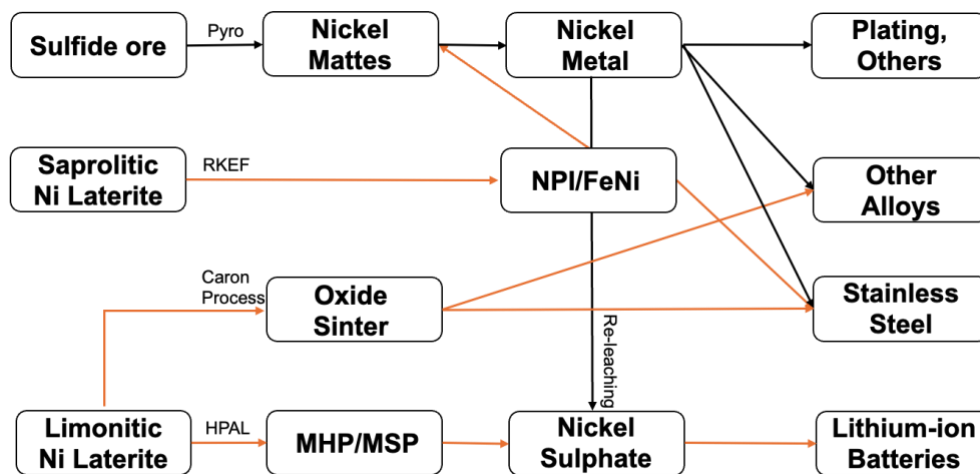 Sulfide ore
Pyro
Nickel
Mattes
Nickel
Metal
Plating,
Others
Saprolitic
Ni Laterite
RKEF
NPI/FeNi
Other
Alloys
Caron
Process
Oxide
Sinter
Stainless
Steel
Re-leaching
Limonitic
Ni Laterite
HPAL
MHP/MSP
Nickel
Sulphate
Lithium-ion
Batteries